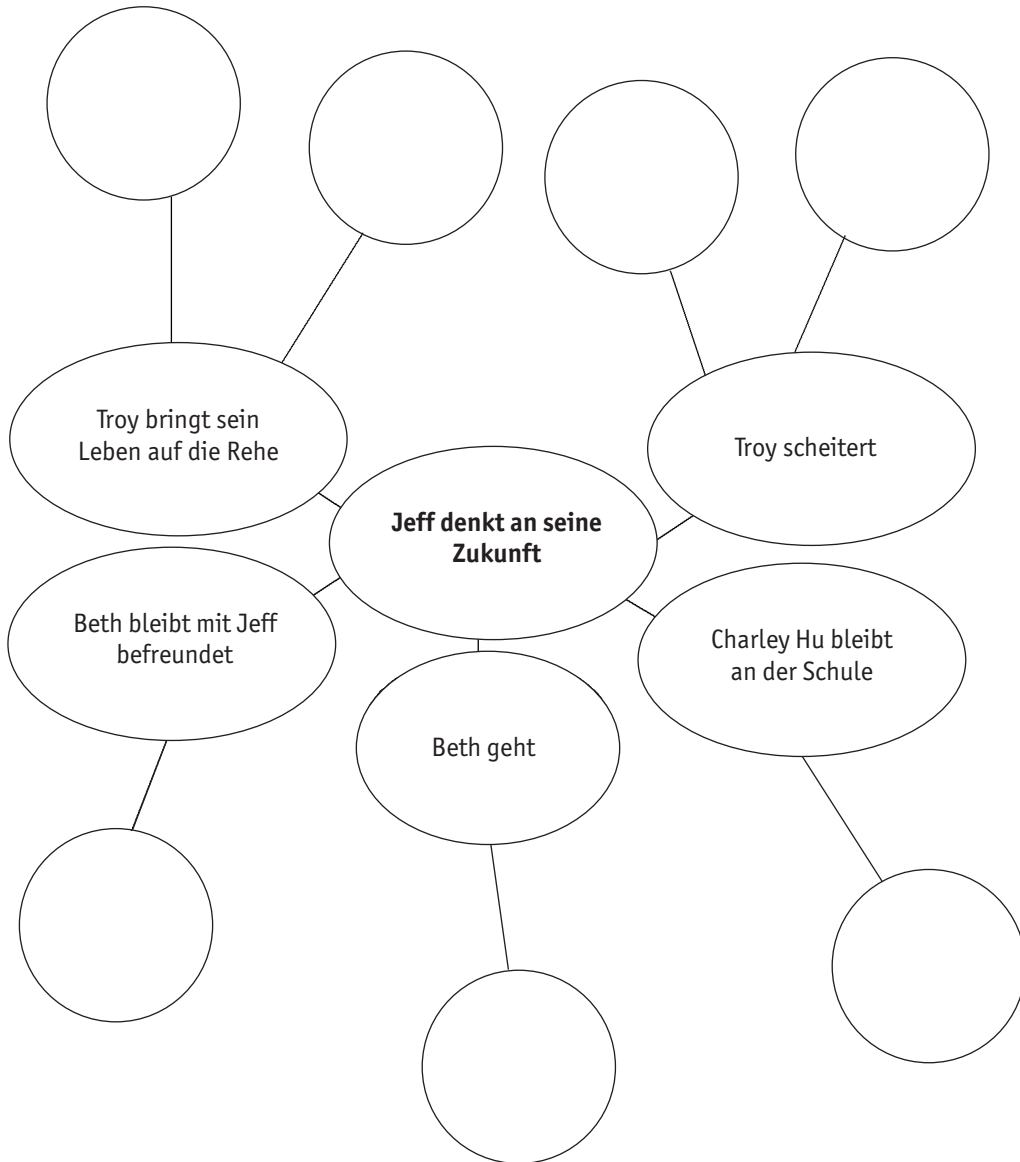 Troy bringt sein
Leben auf die Rehe
Troy scheitert
Jeff denkt an seine
Zukunft
Beth bleibt mit Jeff
befreundet
Charley Hu bleibt
an der Schule
Beth geht